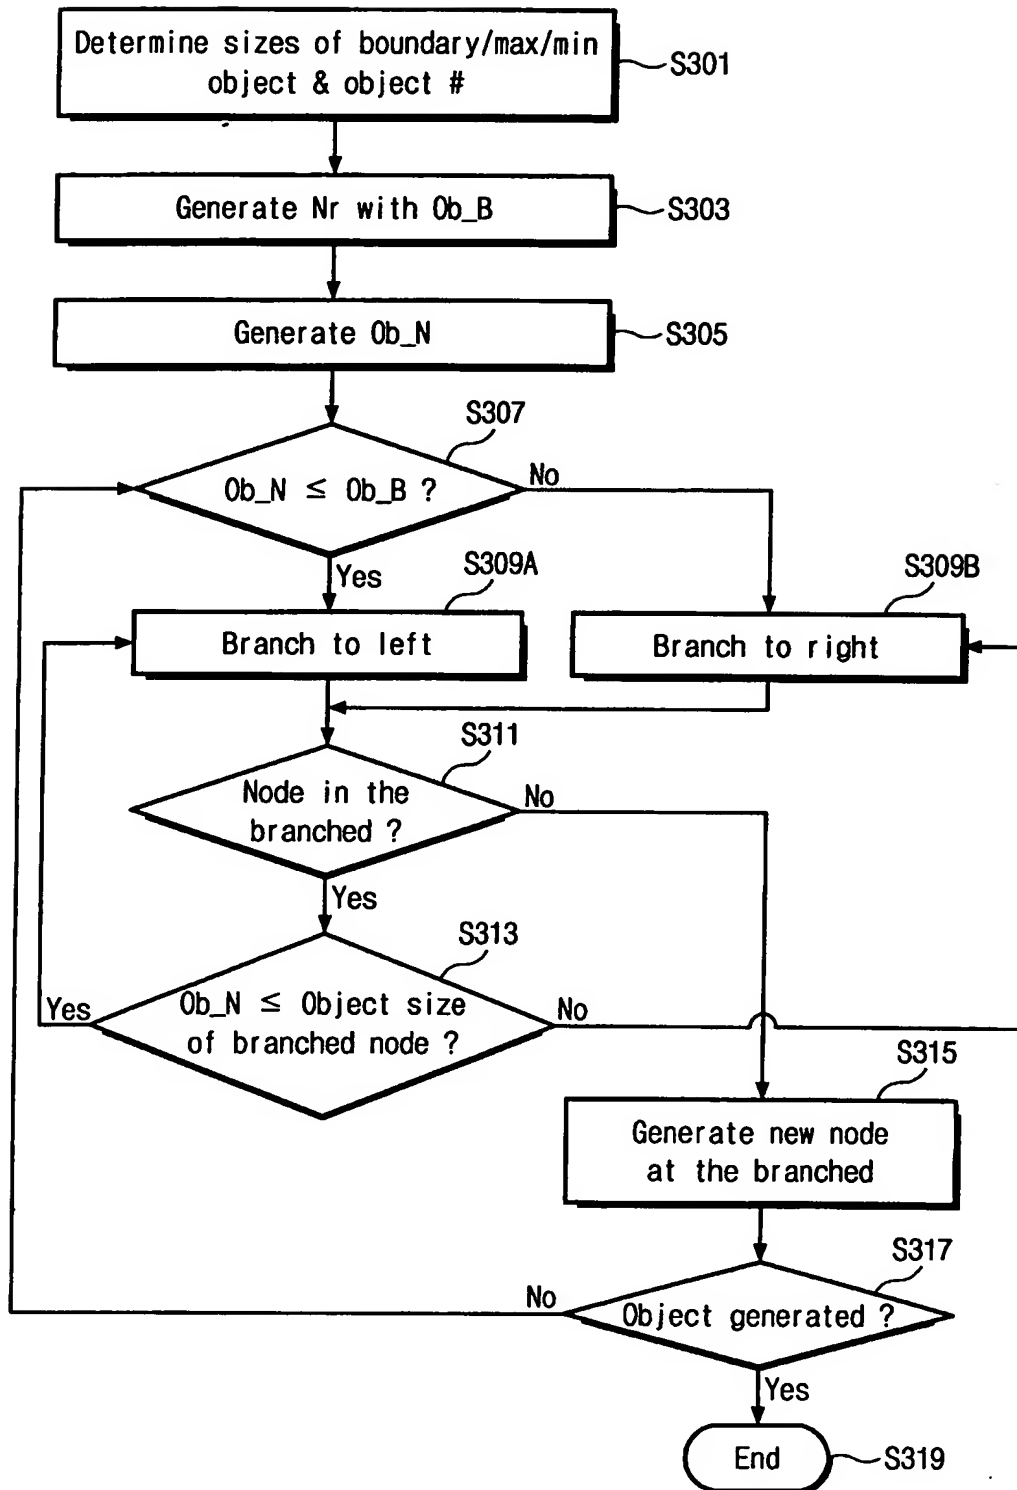 Determine sizes of boundary/max/min
object & object #
S301
Generate Nr with Ob_B
S303
Generate Ob_N
S305
S307
Ob_N ≤ Ob_B ?
No
Yes
S309A
S309B
Branch to left
Branch to right
S311
Node in the
branched ?
No
Yes
S313
Ob_N ≤ Object size
of branched node ?
Yes
No
S315
Generate new node
at the branched
S317
Object generated ?
No
Yes
End
S319